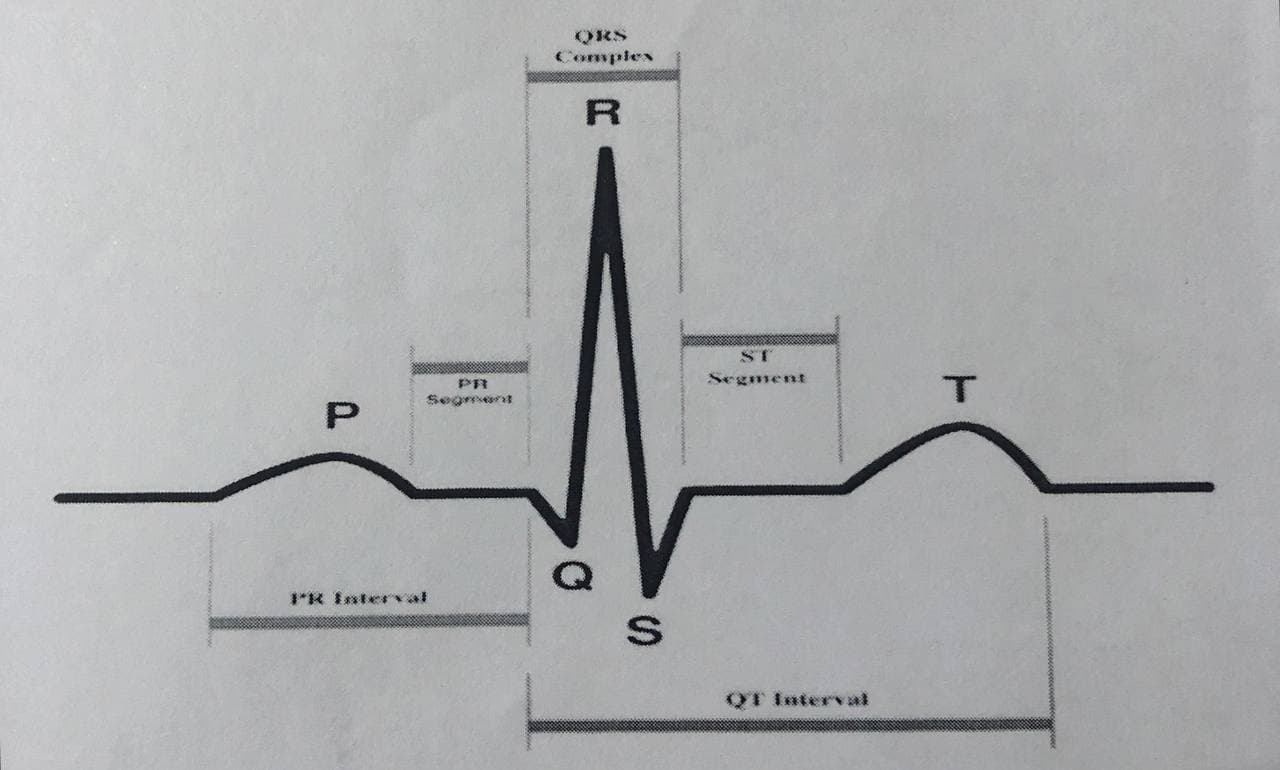 QRS
Complex
R
ST
Segment
PR
Segment
P
T
Q
PR Interval
S
QT Interval